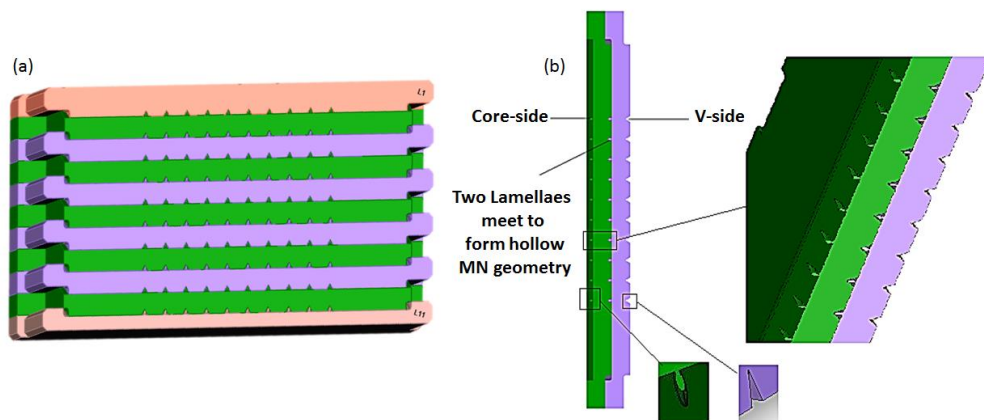 (a)
L1
L11
(b)
Core-side
V-side
Two Lamellaes
meet to
form hollow
MN geometry